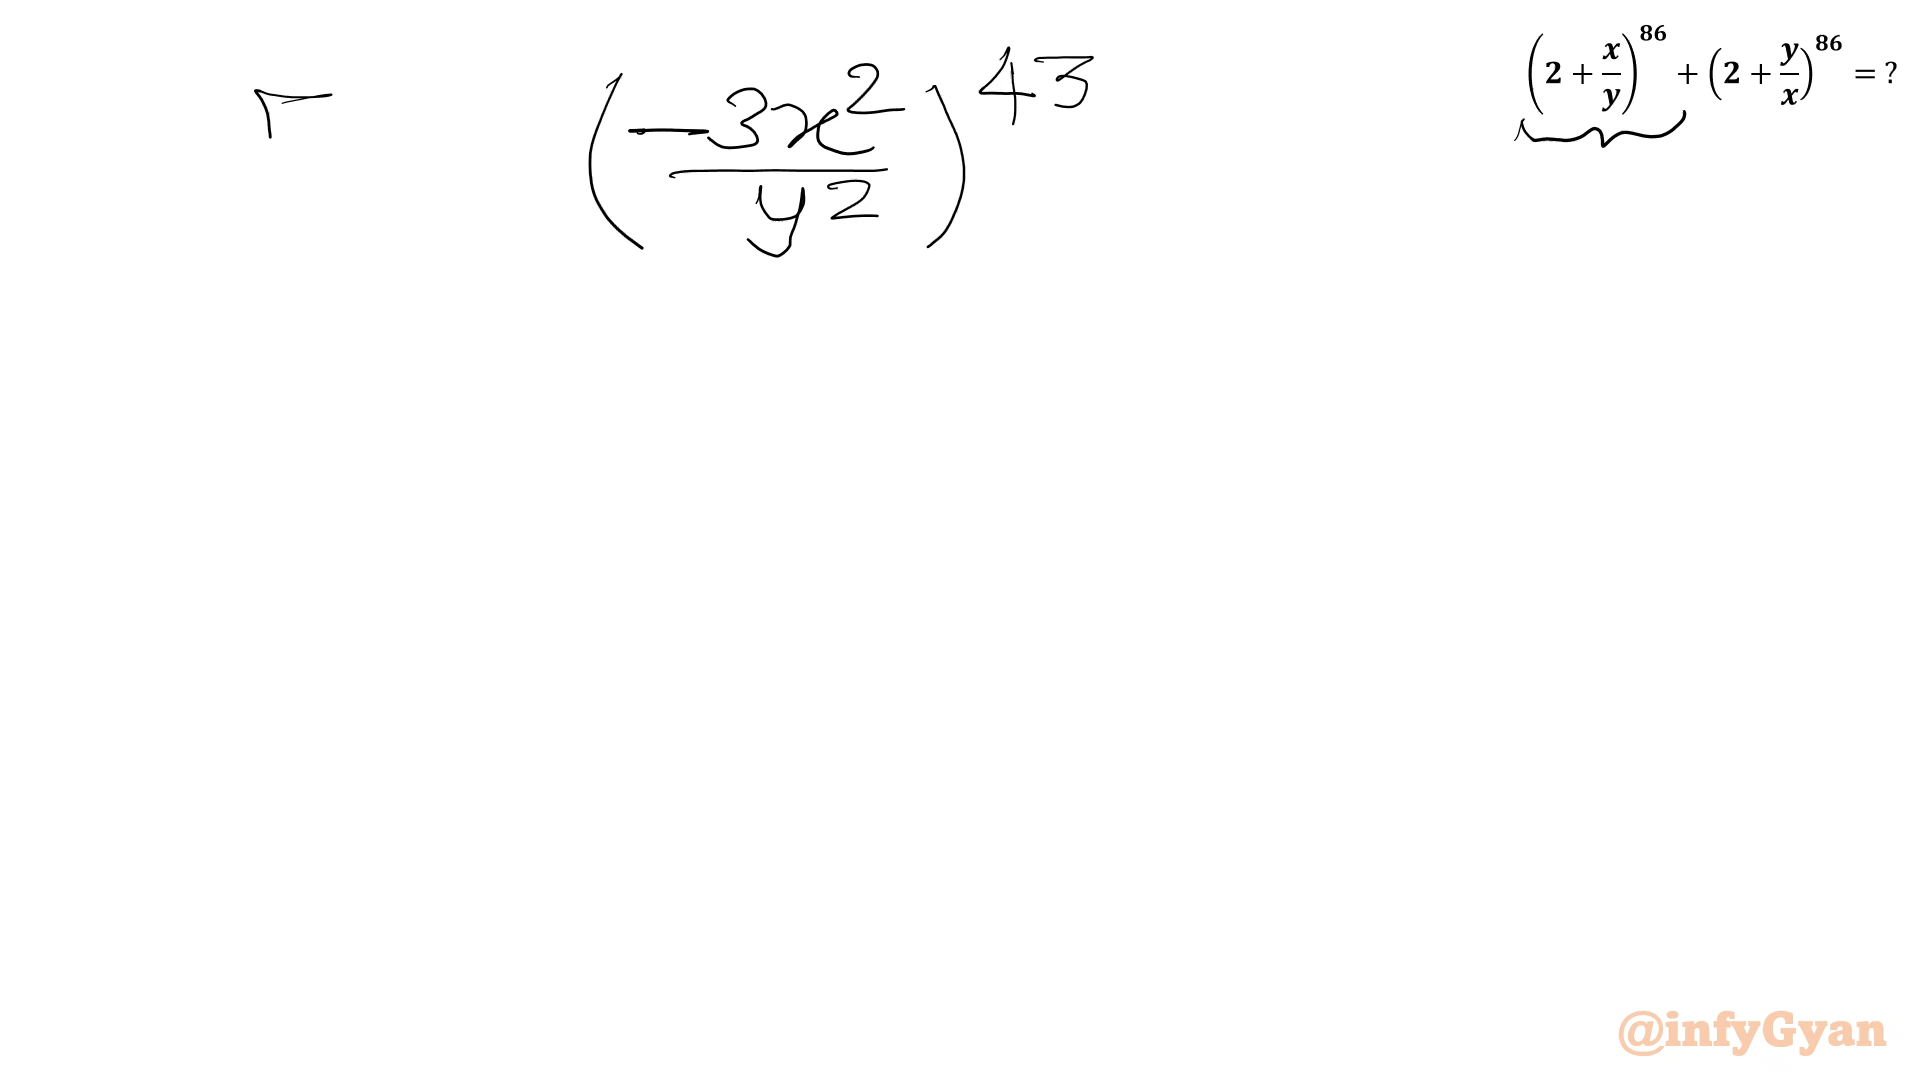 (-3x²/y²)⁴³
(2 + x/y)⁸⁶ + (2 + y/x)⁸⁶ = ?
@infyGyan